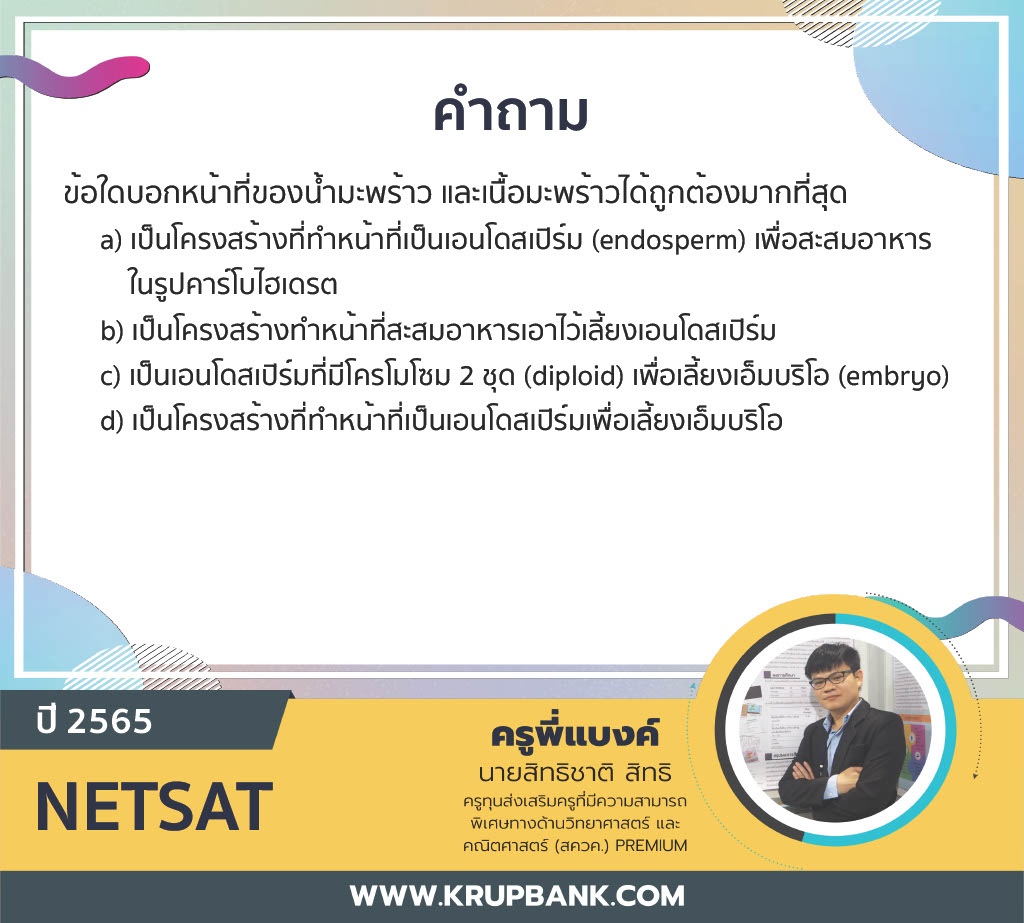 คำถาม
ข้อใดบอกหน้าที่ของน้ำมะพร้าว และเนื้อมะพร้าวได้ถูกต้องมากที่สุด
a) เป็นโครงสร้างที่ทำหน้าที่เป็นเอนโดสเปิร์ม (endosperm) เพื่อสะสมอาหาร
ในรูปคาร์โบไฮเดรต
b) เป็นโครงสร้างทำหน้าที่สะสมอาหารเอาไว้เลี้ยงเอนโดสเปิร์ม
c) เป็นเอนโดสเปิร์มที่มีโครโมโซม 2 ชุด (diploid) เพื่อเลี้ยงเอ็มบริโอ (embryo)
d) เป็นโครงสร้างที่ทำหน้าที่เป็นเอนโดสเปิร์มเพื่อเลี้ยงเอ็มบริโอ
ปี 2565
NETSAT
ครูพี่แบงค์
นายสิทธิชาติ สิทธิ
ครูทุนส่งเสริมครูที่มีความสามารถ
พิเศษทางด้านวิทยาศาสตร์ และ
คณิตศาสตร์ (สควค.) PREMIUM
WWW.KRUPBANK.COM